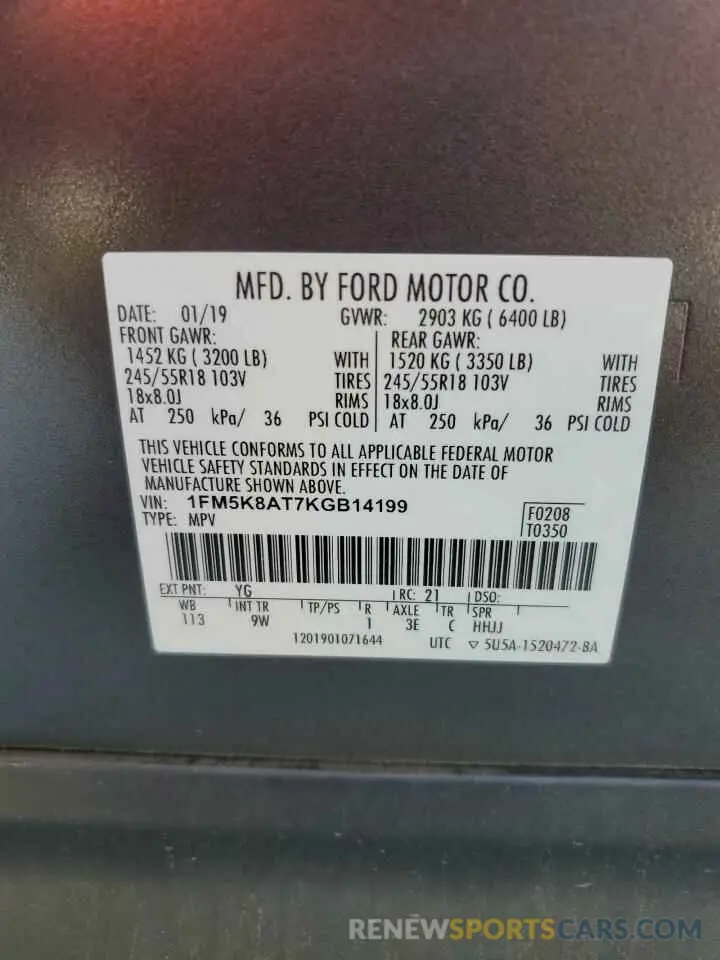 MFD. BY FORD MOTOR CO.
DATE: 01/19 GVWR: 2903 KG ( 6400 LB)
FRONT GAWR: REAR GAWR:
1452 KG ( 3200 LB) WITH 1520 KG ( 3350 LB) WITH
245/55R18 103V TIRES 245/55R18 103V TIRES
18x8.0J RIMS 18x8.0J RIMS
AT 250 kPa/ 36 PSI COLD AT 250 kPa/ 36 PSI COLD
THIS VEHICLE CONFORMS TO ALL APPLICABLE FEDERAL MOTOR
VEHICLE SAFETY STANDARDS IN EFFECT ON THE DATE OF
MANUFACTURE SHOWN ABOVE.
VIN: 1FM5K8AT7KGB14199 F0208
TYPE: MPV T0350
EXT PNT: YG RC: 21 DSO:
WB INT TR TP/PS R AXLE TR SPR
113 9W 1 3E C HHJJ
1201901071644 UTC ▽ 5U5A-1520472-BA
RENEWSPORTSCARS.COM